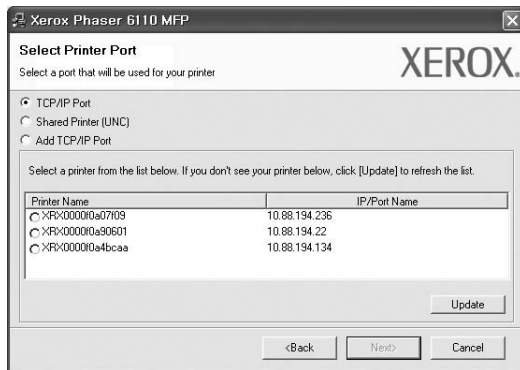 Xerox Phaser 6110 MFP
Select Printer Port
Select a port that will be used for your printer
XEROX.
TCP/IP Port
Shared Printer (UNC)
Add TCP/IP Port
Select a printer from the list below. If you don't see your printer below, click [Update] to refresh the list.
Printer Name IP/Port Name
XRX0000f0a07f09 10.88.194.236
XRX0000f0a90601 10.88.194.22
XRX0000f0a4bcaa 10.88.194.134
Update
<Back Next> Cancel